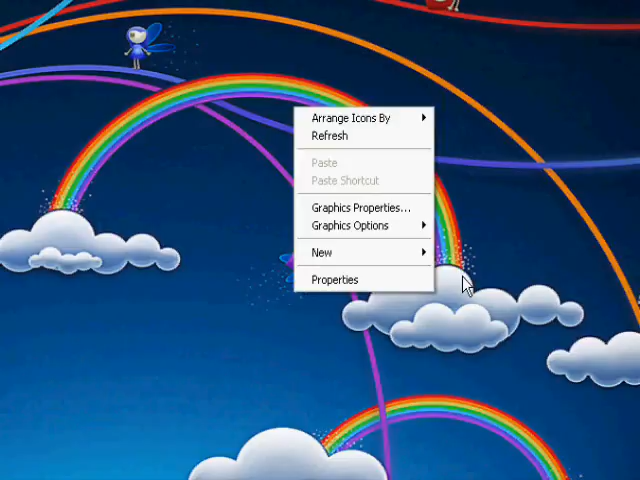 Arrange Icons By
Refresh
Paste
Paste Shortcut
Graphics Properties...
Graphics Options
New
Properties